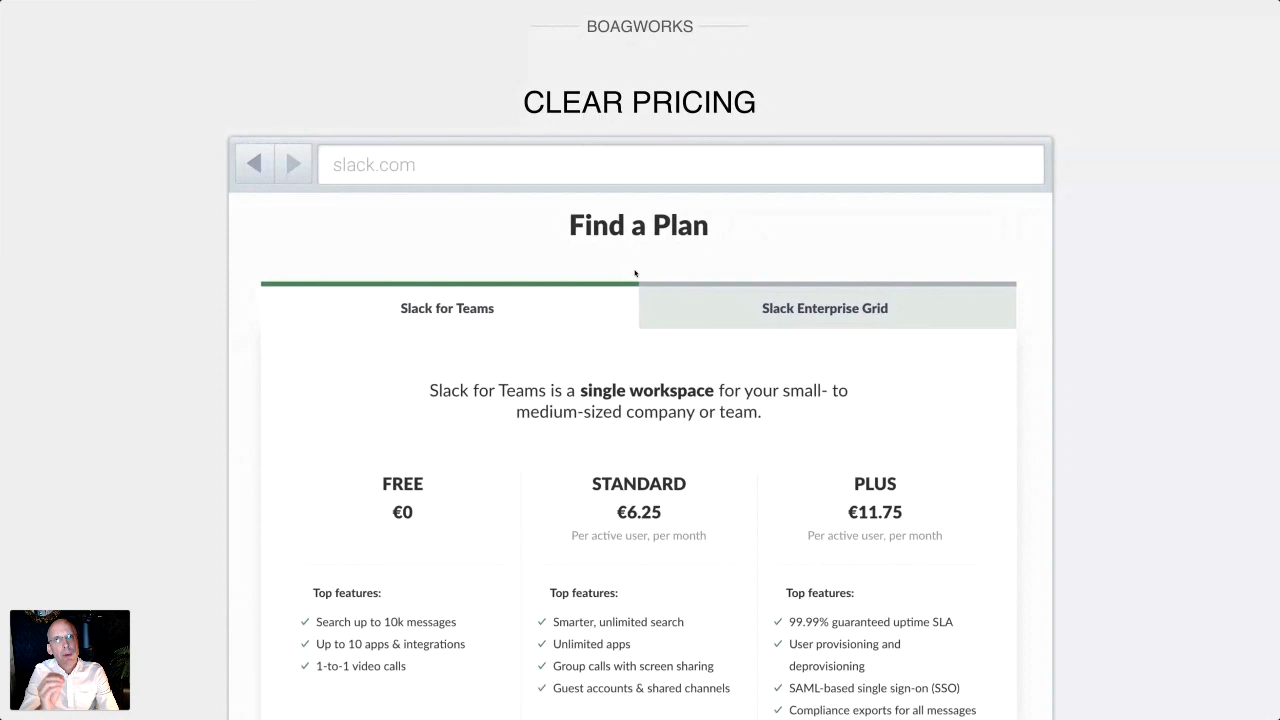 BOAGWORKS
CLEAR PRICING
slack.com
Find a Plan
Slack for Teams
Slack Enterprise Grid
Slack for Teams is a single workspace for your small- to
medium-sized company or team.
FREE
€0
STANDARD
€6.25
Per active user, per month
PLUS
€11.75
Per active user, per month
Top features:
Search up to 10k messages
Up to 10 apps & integrations
1-to-1 video calls
Top features:
Smarter, unlimited search
Unlimited apps
Group calls with screen sharing
Guest accounts & shared channels
Top features:
99.99% guaranteed uptime SLA
User provisioning and
deprovisioning
SAML-based single sign-on (SSO)
Compliance exports for all messages